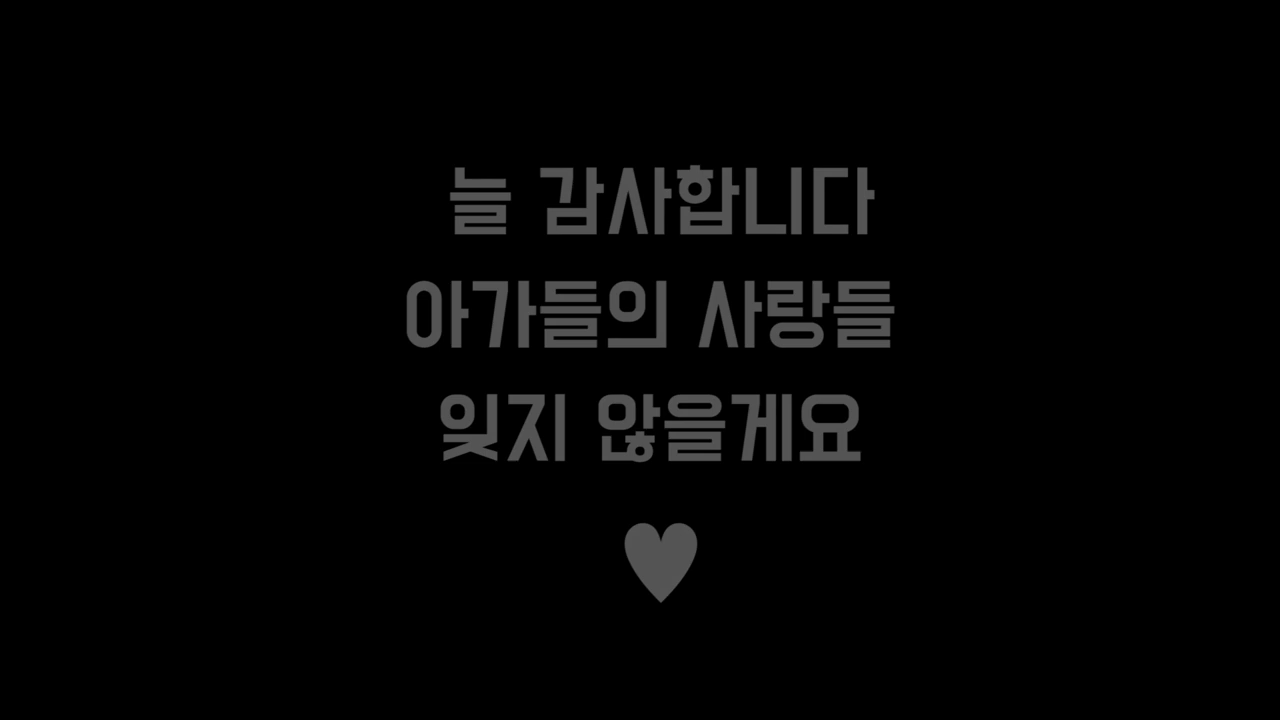 늘 감사합니다
아가들의 사랑들
잊지 않을게요
♥